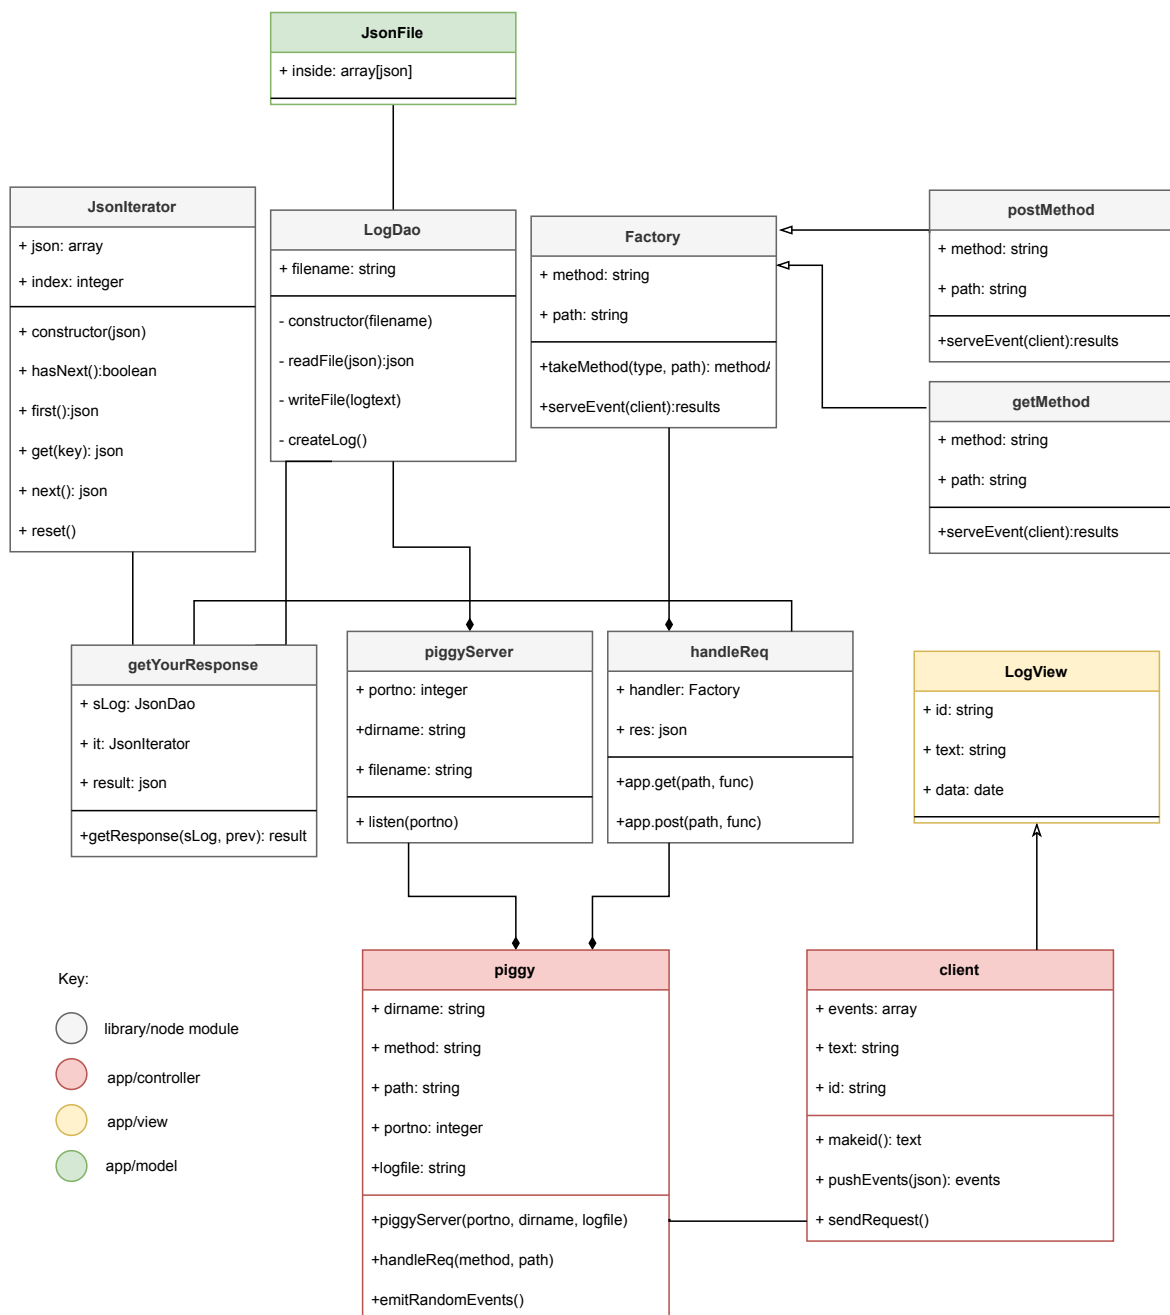 JsonFile
+ inside: array[json]
JsonIterator
+ json: array
+ index: integer
+ constructor(json)
+ hasNext():boolean
+ first():json
+ get(key): json
+ next(): json
+ reset()
LogDao
+ filename: string
- constructor(filename)
- readFile(json):json
- writeFile(logtext)
- createLog()
Factory
+ method: string
+ path: string
+takeMethod(type, path): method
+serveEvent(client):results
postMethod
+ method: string
+ path: string
+serveEvent(client):results
getMethod
+ method: string
+ path: string
+serveEvent(client):results
getYourResponse
+ sLog: JsonDao
+ it: JsonIterator
+ result: json
+getResponse(sLog, prev): result
piggyServer
+ portno: integer
+dirname: string
+ filename: string
+ listen(portno)
handleReq
+ handler: Factory
+ res: json
+app.get(path, func)
+app.post(path, func)
LogView
+ id: string
+ text: string
+ data: date
Key:
library/node module
app/controller
app/view
app/model
piggy
+ dirname: string
+ method: string
+ path: string
+ portno: integer
+logfile: string
+piggyServer(portno, dirname, logfile)
+handleReq(method, path)
+emitRandomEvents()
client
+ events: array
+ text: string
+ id: string
+ makeid(): text
+ pushEvents(json): events
+ sendRequest()